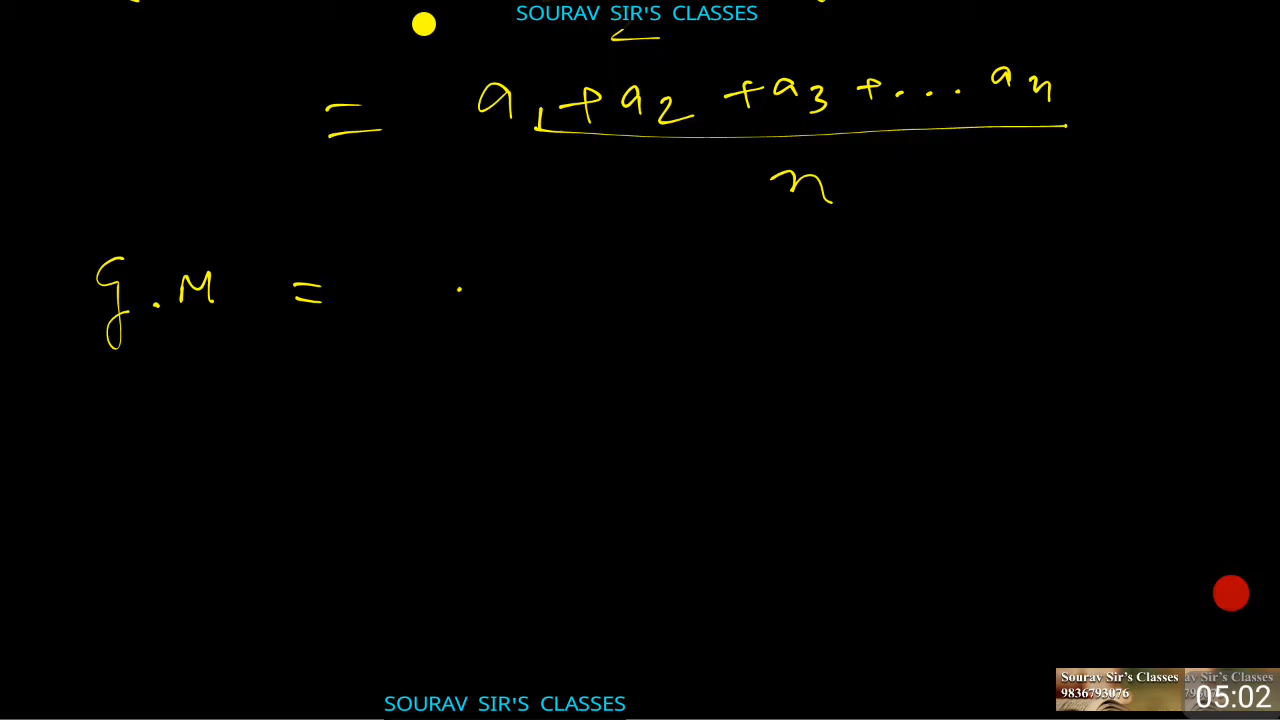 SOURAV SIR'S CLASSES
= a1 + a2 + a3 + ... an
n
G.M =
Sourav Sir's Classes
9836793076
05:02
SOURAV SIR'S CLASSES